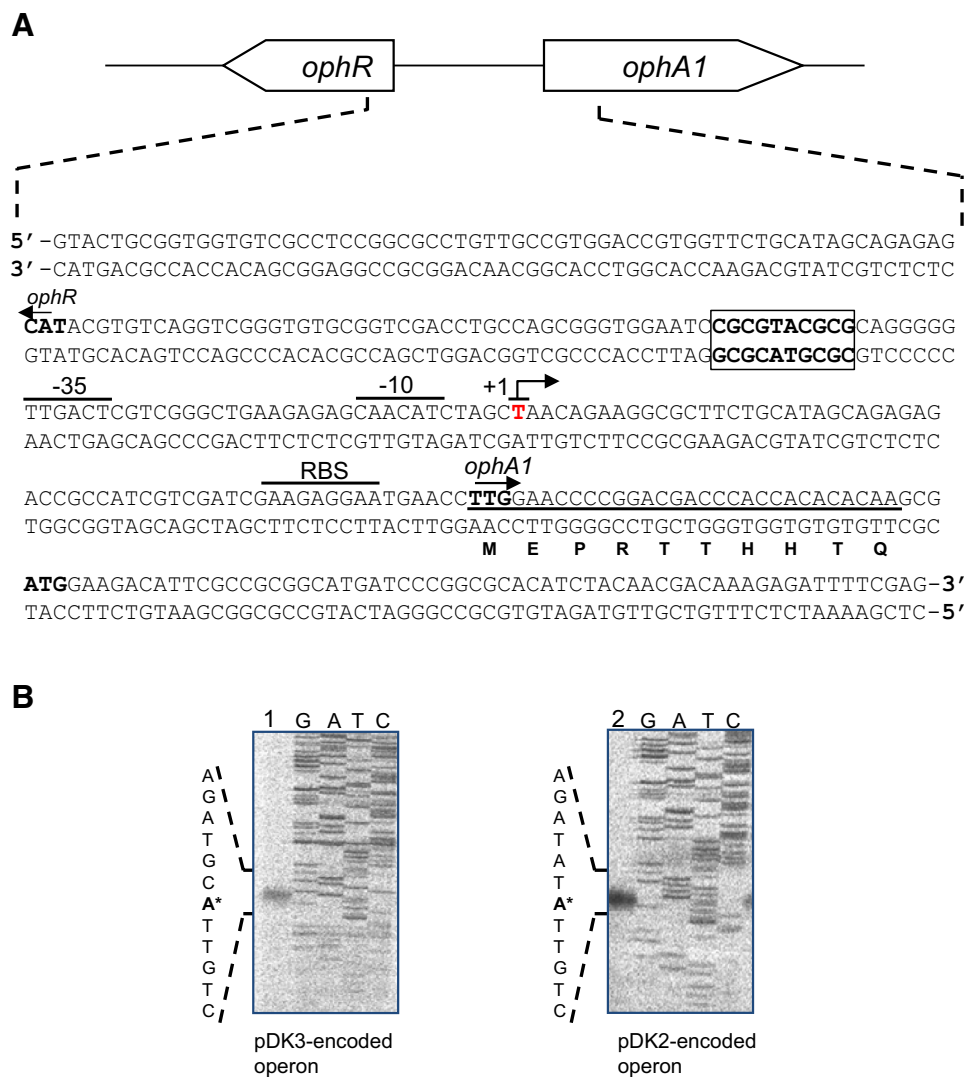 A
ophR ophA1
5′-GTACTGCGGTGGTGTCGCCTCCGGCGCCTGTTGCCGTGGACCGTGGTTCTGCATAGCAGAGAG
3′-CATGACGCCACCACAGCGGAGGCCGCGGACAACGGCACCTGGCACCAAGACGTATCGTCTCTC
ophR
CATACGTGTCAGGTCGGGTGTGCGGTCGACCTGCCAGCGGGTGGAATCCGCGTACGCGCAGGGGG
GTATGCACAGTCCAGCCCACACGCCAGCTGGACGGTCGCCCACCTTAGGCGCATGCGCGTCCCCC
-35 -10 +1
TTGACTCGTCGGGCTGAAGAGAGCAACATCTAGCTAACAGAAGGCGCTTCTGCATAGCAGAGAG
AACTGAGCAGCCCGACTTCTCTCGTTGTAGATCGATTGTCTTCCGCGAAGACGTATCGTCTCTC
RBS ophA1
ACCGCCATCGTCGATCGAAGAGGAATGAACCTTGGAACCCCGGACGACCCACCACACACAAGCG
TGGCGGTAGCAGCTAGCTTCTCCTTACTTGGAACCTTGGGGCCTGCTGGGTGGTGTGTGTTCGC
M E P R T T H H T Q
ATGGAAGACATTCGCCGCGGCATGATCCCGGCGCACATCTACAACGACAAAGAGATTTTCGAG-3′
TACCTTCTGTAAGCGGCGCCGTACTAGGGCCGCGTGTAGATGTTGCTGTTTCTCTAAAAGCTC-5′
B
1 G A T C
A
G
A
T
G
C
A*
T
T
G
T
C
pDK3-encoded
operon
2 G A T C
A
G
A
T
A
T
A*
T
T
G
T
C
pDK2-encoded
operon